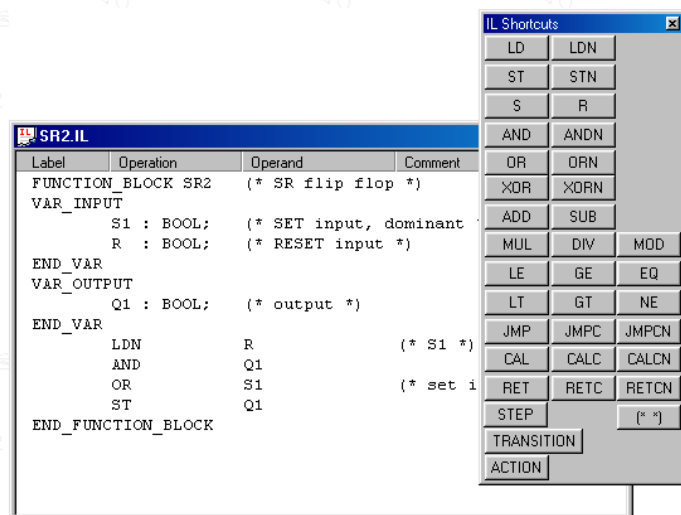 IL Shortcuts
LD LDN
ST STN
S R
AND ANDN
OR ORN
XOR XORN
ADD SUB
MUL DIV MOD
LE GE EQ
LT GT NE
JMP JMPC JMPCN
CAL CALC CALCN
RET RETC RETCN
STEP (* *)
TRANSITION
ACTION
IL SR2.IL
Label Operation Operand Comment
FUNCTION_BLOCK SR2 (* SR flip flop *)
VAR_INPUT
S1 : BOOL; (* SET input, dominant
R : BOOL; (* RESET input *)
END_VAR
VAR_OUTPUT
Q1 : BOOL; (* output *)
END_VAR
LDN R (* S1 *)
AND Q1
OR S1 (* set i
ST Q1
END_FUNCTION_BLOCK